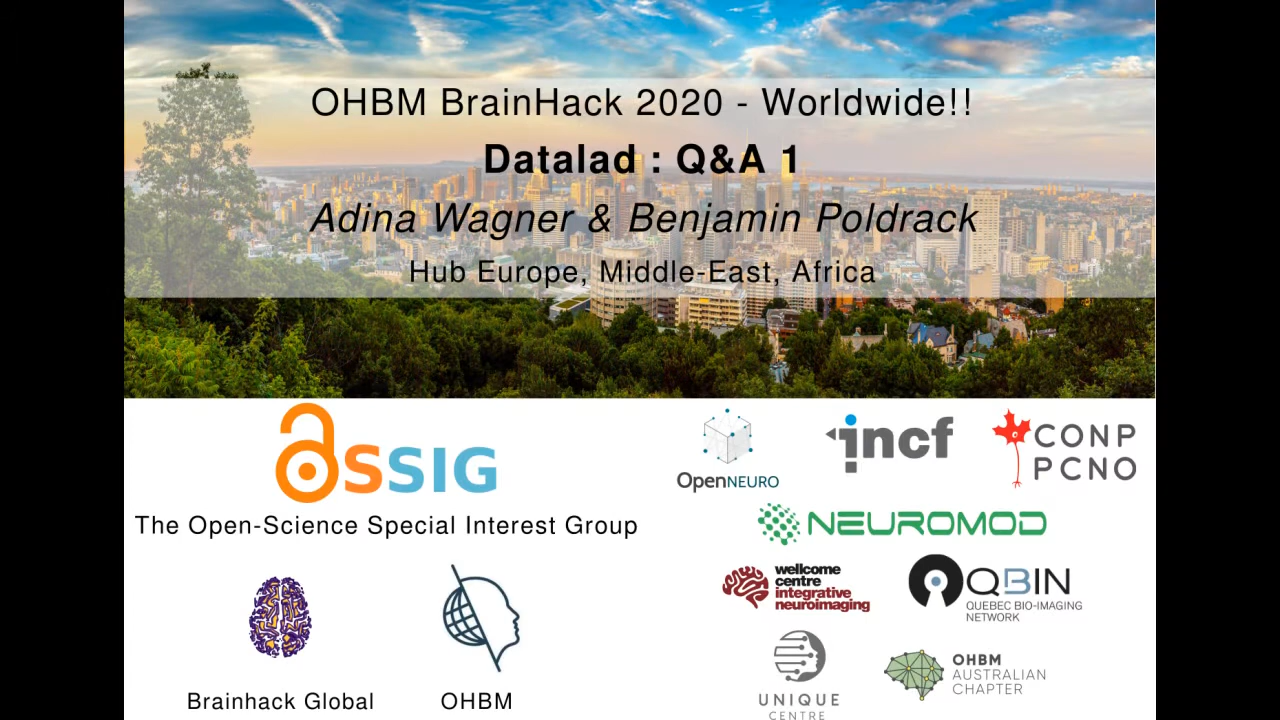 OHBM BrainHack 2020 - Worldwide!!
Datalad : Q&A 1
Adina Wagner & Benjamin Poldrack
Hub Europe, Middle-East, Africa
SSIG
The Open-Science Special Interest Group
Brainhack Global
OHBM
OpenNEURO
incf
CONP
PCNO
NEUROMOD
wellcome
centre
integrative
neuroimaging
QBIN
QUEBEC BIO-IMAGING
NETWORK
UNIQUE
CENTRE
OHBM
AUSTRALIAN
CHAPTER